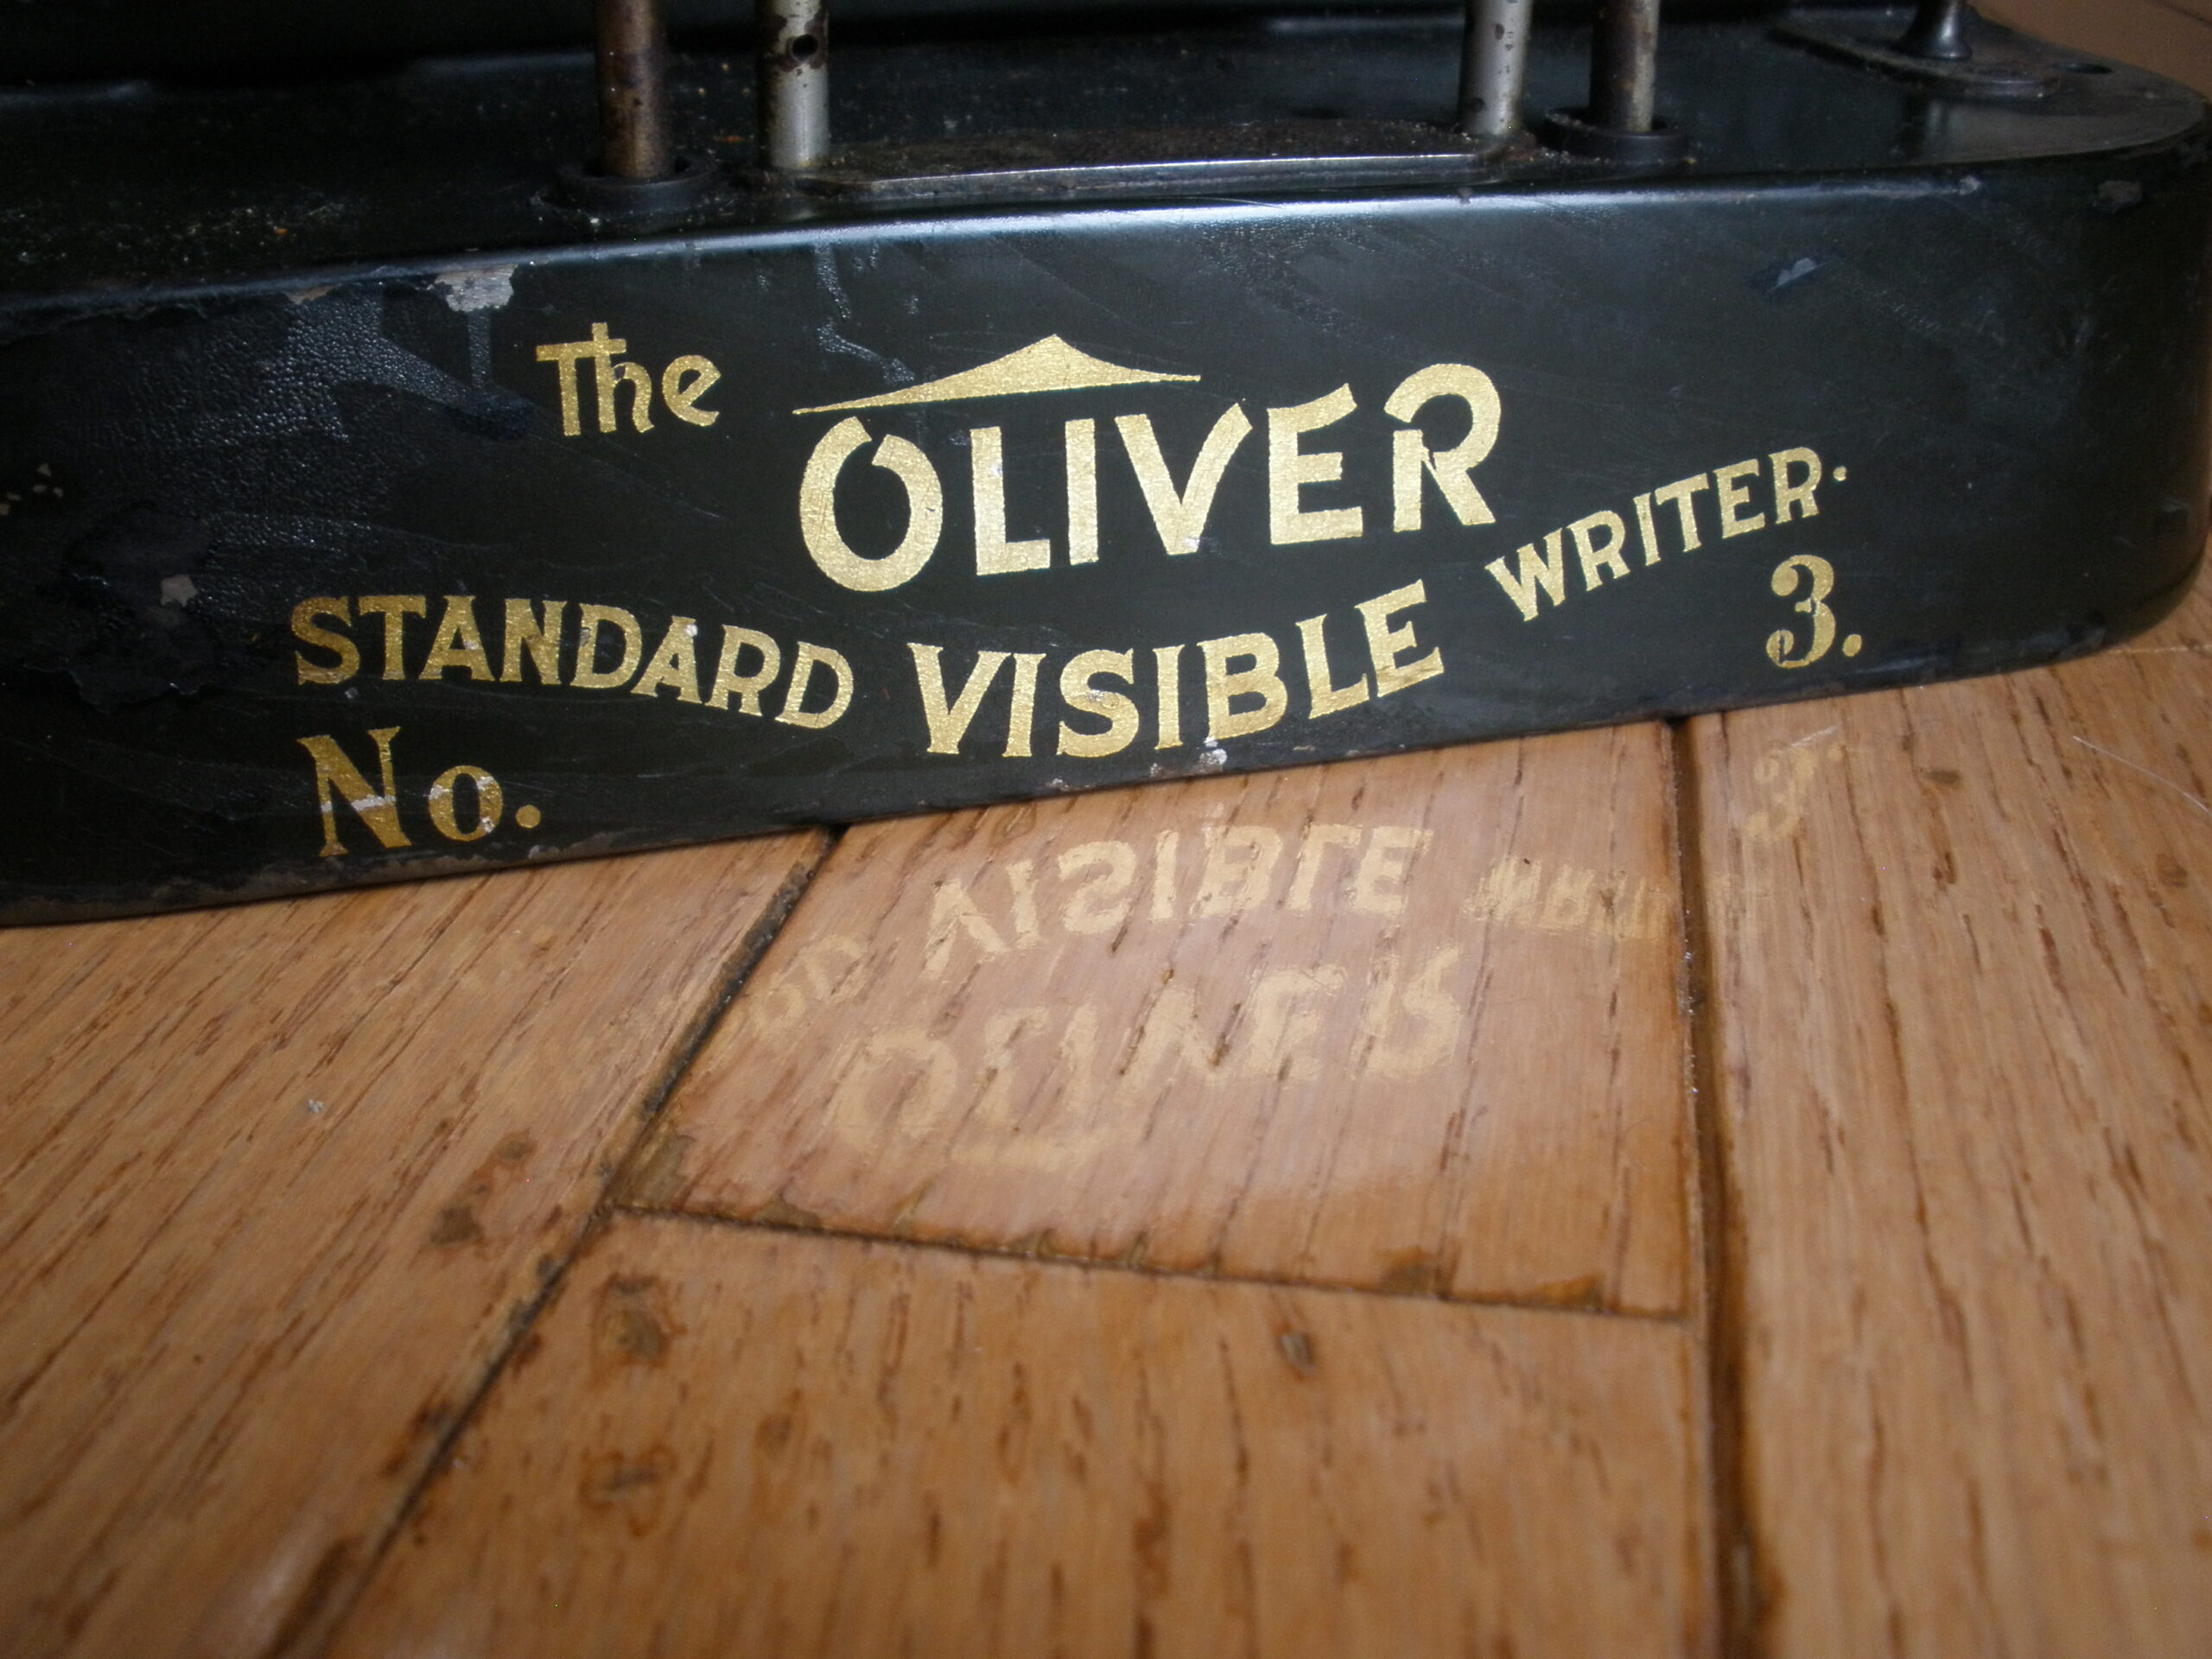 The OLIVER
STANDARD VISIBLE WRITER.
No. 3.